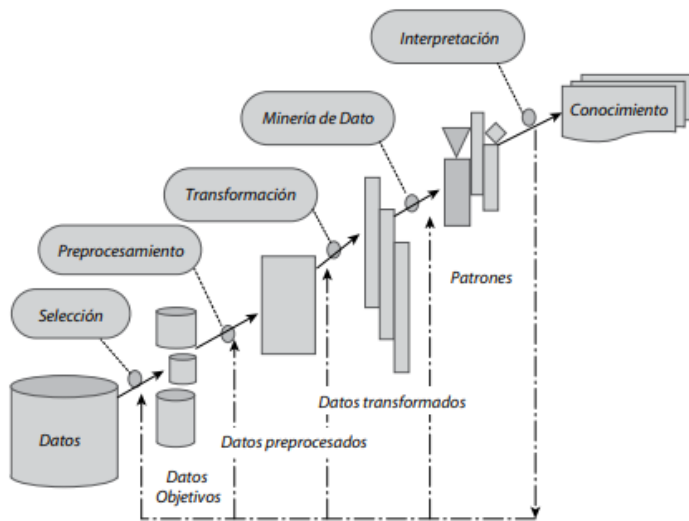 Interpretación
Conocimiento
Minería de Dato
Transformación
Patrones
Preprocesamiento
Selección
Datos transformados
Datos
Datos preprocesados
Datos
Objetivos